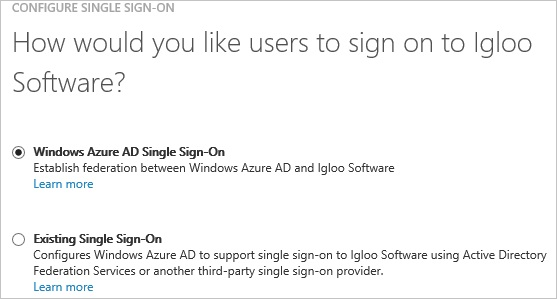 CONFIGURE SINGLE SIGN-ON
How would you like users to sign on to Igloo
Software?
Windows Azure AD Single Sign-On
Establish federation between Windows Azure AD and Igloo Software
Learn more
Existing Single Sign-On
Configures Windows Azure AD to support single sign-on to Igloo Software using Active Directory
Federation Services or another third-party single sign-on provider.
Learn more